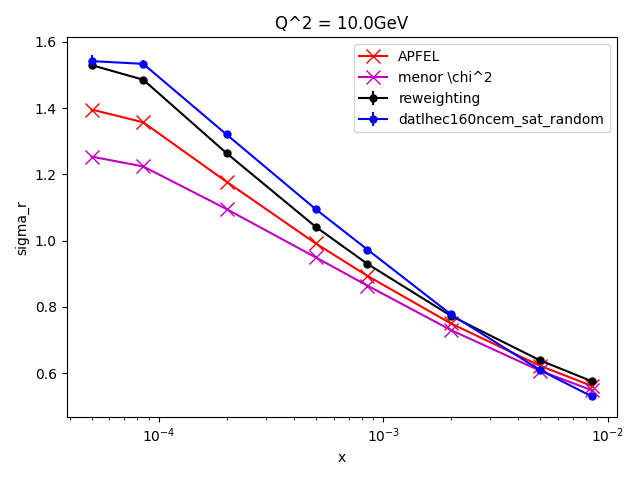 Q^2 = 10.0GeV
APFEL
menor \chi^2
reweighting
datlhec160ncem_sat_random
sigma_r
1.6
1.4
1.2
1.0
0.8
0.6
10⁻⁴
10⁻³
10⁻²
x